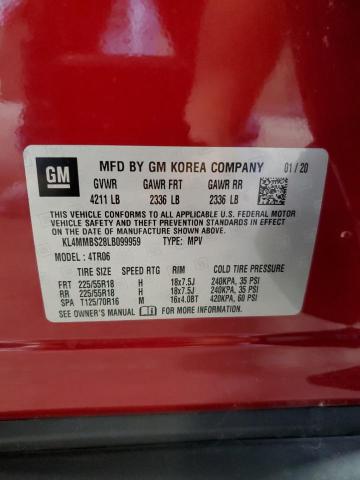 GM
MFD BY GM KOREA COMPANY 01/20
GVWR GAWR FRT GAWR RR
4211 LB 2336 LB 2336 LB
THIS VEHICLE CONFORMS TO ALL APPLICABLE U.S. FEDERAL MOTOR
VEHICLE SAFETY AND THEFT PREVENTION STANDARDS IN EFFECT
ON THE DATE OF MANUFACTURE SHOWN ABOVE.
KL4MMBS28LB099959 TYPE: MPV
MODEL: 4TR06
TIRE SIZE SPEED RTG RIM COLD TIRE PRESSURE
FRT 225/55R18 H 18x7.5J 240KPA, 35 PSI
RR 225/55R18 H 18x7.5J 240KPA, 35 PSI
SPA T125/70R16 M 16x4.0BT 420KPA, 60 PSI
SEE OWNER'S MANUAL FOR MORE INFORMATION.